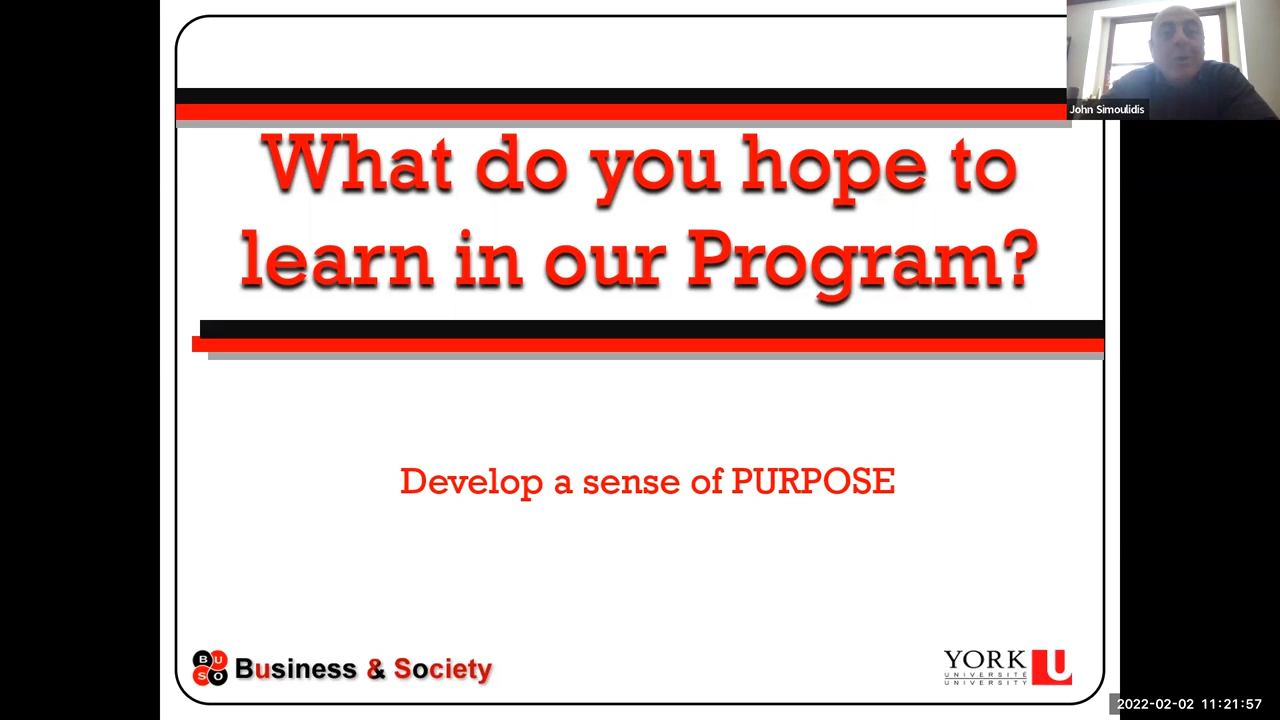 John Simoulidis
What do you hope to
learn in our Program?
Develop a sense of PURPOSE
B U
S O
Business & Society
YORK U
UNIVERSITÉ
UNIVERSITY
2022-02-02 11:21:57